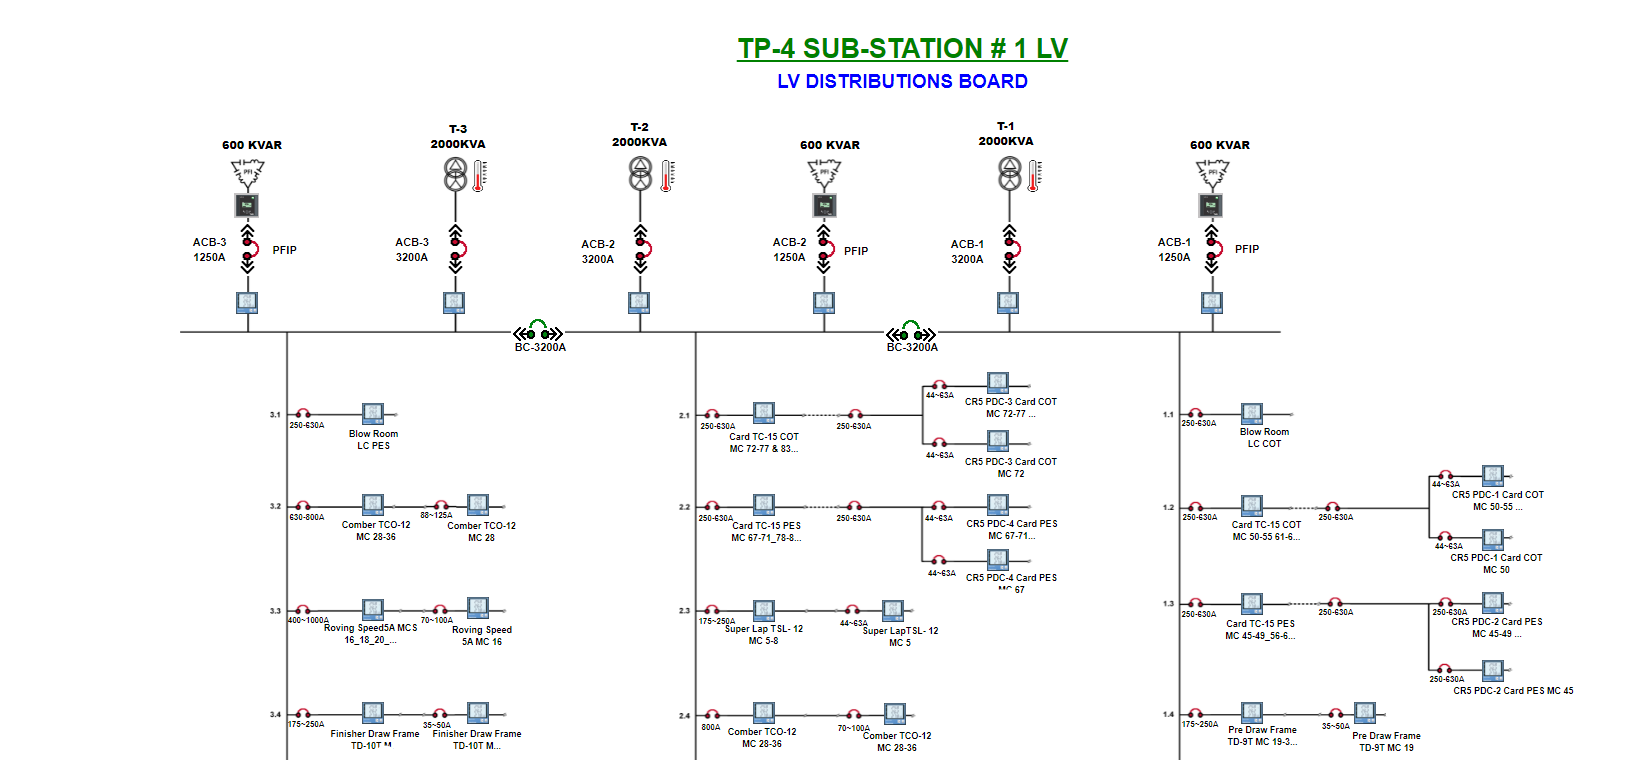 TP-4 SUB-STATION # 1 LV
LV DISTRIBUTIONS BOARD
600 KVAR
T-3
2000KVA
T-2
2000KVA
600 KVAR
T-1
2000KVA
600 KVAR
PFI
PFI
PFI
ACB-3
1250A
PFIP
ACB-3
3200A
ACB-2
3200A
ACB-2
1250A
PFIP
ACB-1
3200A
ACB-1
1250A
PFIP
BC-3200A
BC-3200A
3.1
250-630A
Blow Room
LC PES
3.2
630-800A
Comber TCO-12
MC 28-36
88~125A
Comber TCO-12
MC 28
3.3
400~1000A
Roving Speed5A MCS
16_18_20_...
70~100A
Roving Speed
5A MC 16
3.4
175~250A
Finisher Draw Frame
TD-10T
35~50A
Finisher Draw Frame
TD-10T M...
2.1
250-630A
Card TC-15 COT
MC 72-77 & 83...
250-630A
44~63A
CR5 PDC-3 Card COT
MC 72-77 ...
44~63A
CR5 PDC-3 Card COT
MC 72
2.2
250-630A
Card TC-15 PES
MC 67-71_78-8...
250-630A
44~63A
CR5 PDC-4 Card PES
MC 67-71...
44~63A
CR5 PDC-4 Card PES
67
2.3
175~250A
Super Lap TSL- 12
MC 5-8
44~63A
Super LapTSL- 12
MC 5
2.4
800A
Comber TCO-12
MC 28-36
70~100A
Comber TCO-12
MC 28-36
1.1
250-630A
Blow Room
LC COT
1.2
250-630A
Card TC-15 COT
MC 50-55 61-6...
250-630A
44~63A
CR5 PDC-1 Card COT
MC 50-55 ...
44~63A
CR5 PDC-1 Card COT
MC 50
1.3
250-630A
Card TC-15 PES
MC 45-49_56-6...
250-630A
250-630A
CR5 PDC-2 Card PES
MC 45-49 ...
250-630A
CR5 PDC-2 Card PES MC 45
1.4
175~250A
Pre Draw Frame
TD-9T MC 19-3...
35~50A
Pre Draw Frame
TD-9T MC 19